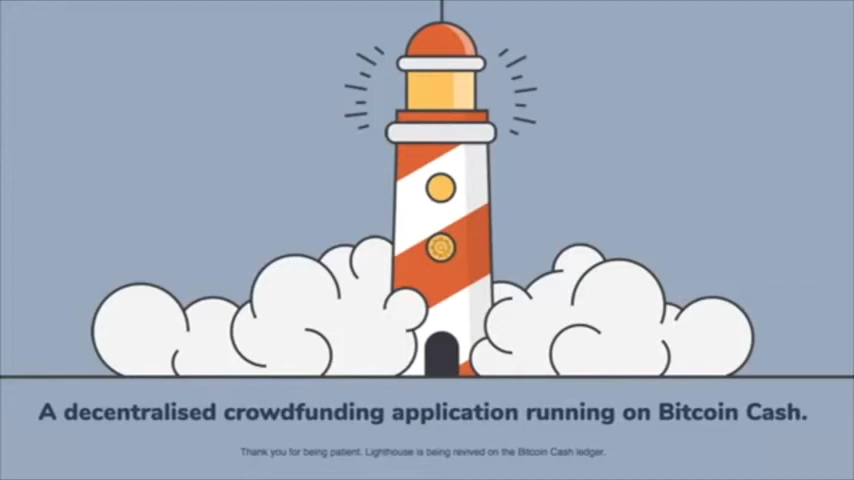 A decentralised crowdfunding application running on Bitcoin Cash.
Thank you for being patient. Lighthouse is being revived on the Bitcoin Cash ledger.